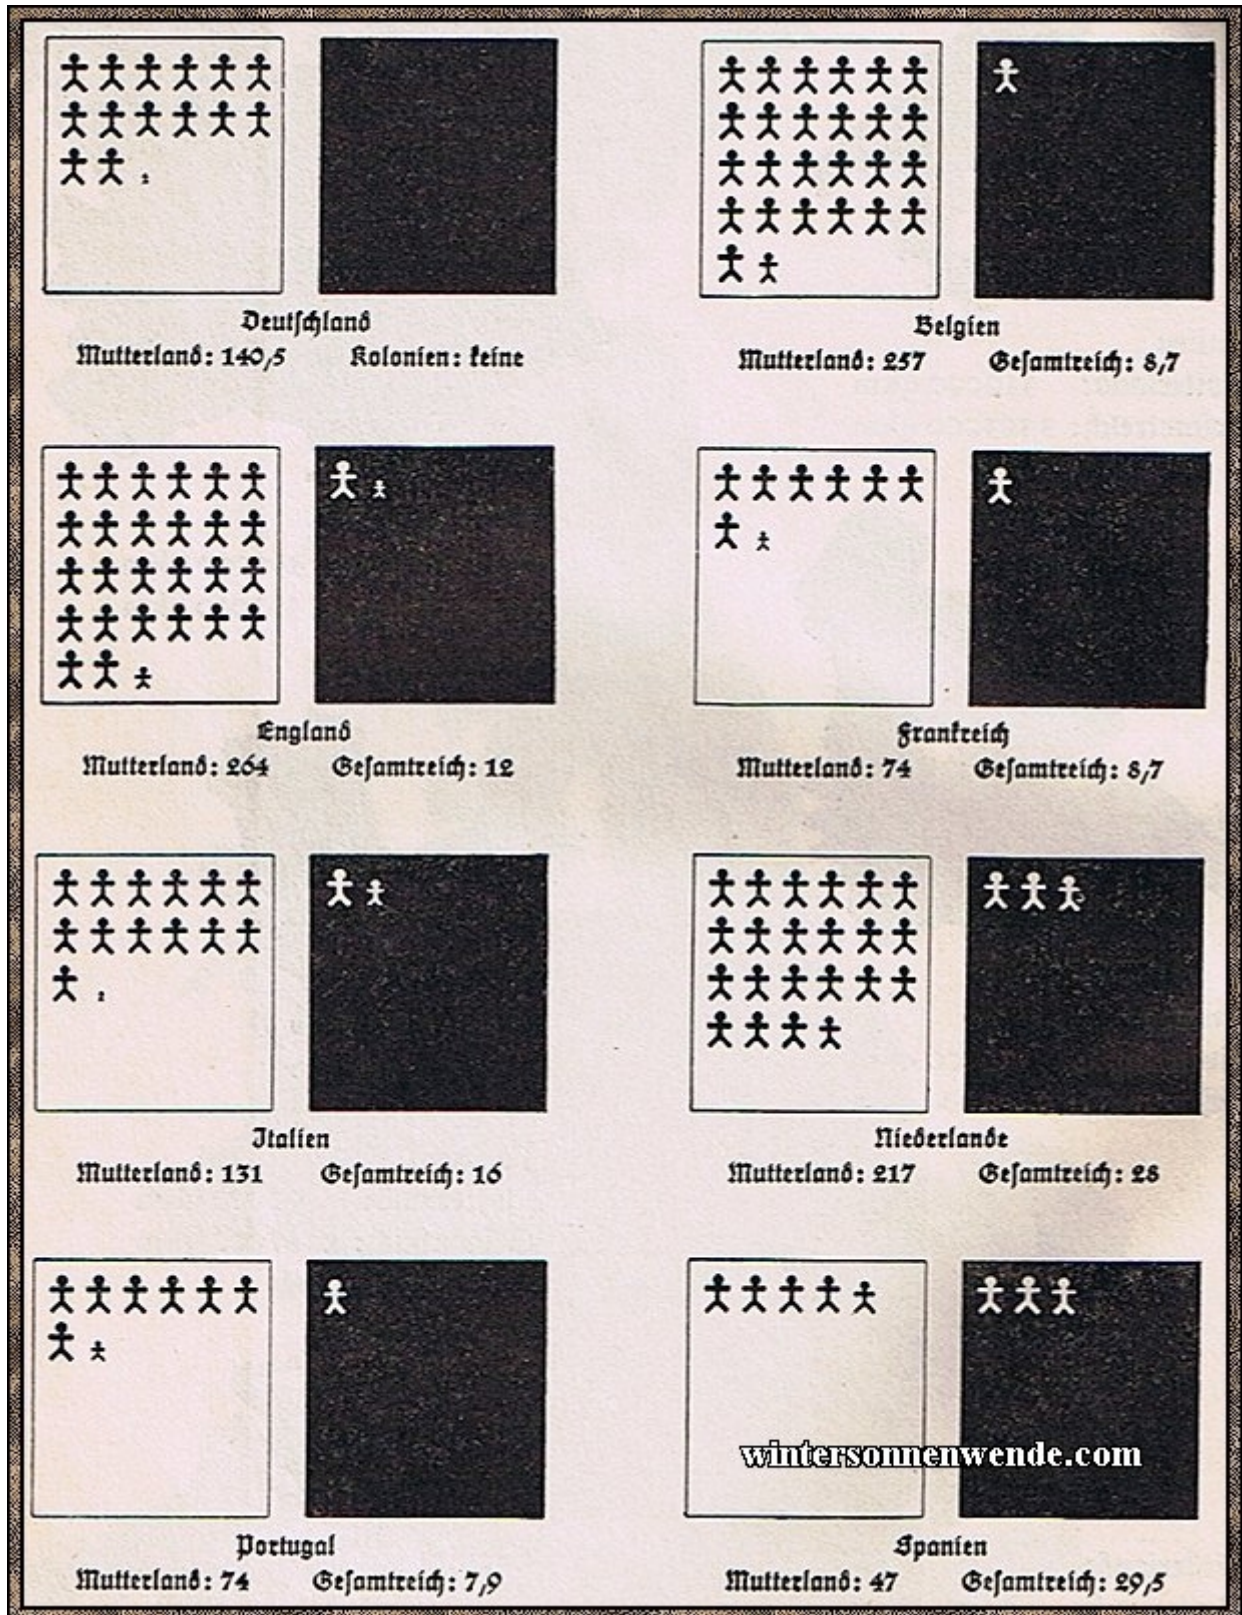 Deutschland
Mutterland: 140,5 Kolonien: keine
Belgien
Mutterland: 257 Gesamtreich: 8,7
England
Mutterland: 264 Gesamtreich: 12
Frankreich
Mutterland: 74 Gesamtreich: 8,7
Italien
Mutterland: 131 Gesamtreich: 16
Niederlande
Mutterland: 217 Gesamtreich: 28
Portugal
Mutterland: 74 Gesamtreich: 7,9
Spanien
Mutterland: 47 Gesamtreich: 29,5
wintersonnenwende.com